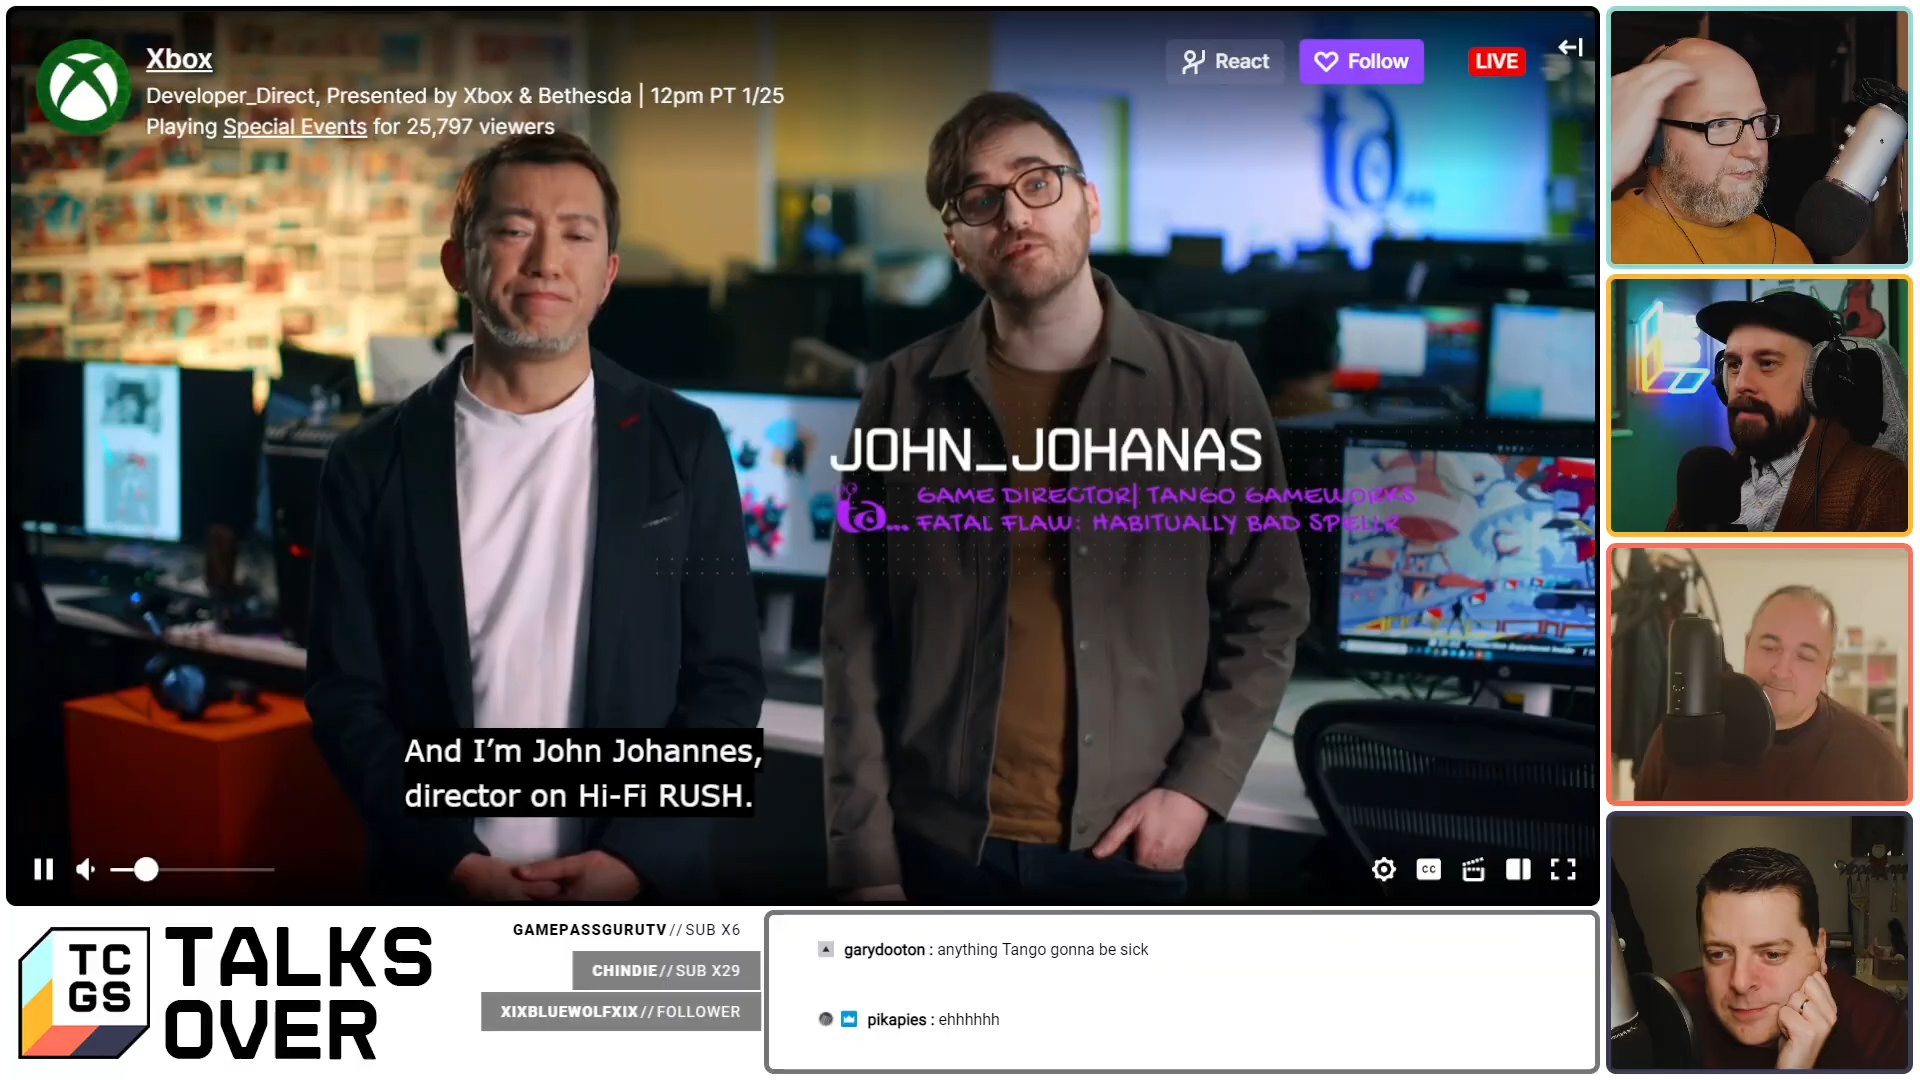 Xbox
Developer_Direct, Presented by Xbox & Bethesda | 12pm PT 1/25
Playing Special Events for 25,797 viewers
React
Follow
LIVE
ta...
JOHN_JOHANAS
GAME DIRECTOR| TANGO GAMEWORKS
ta... FATAL FLAW: HABITUALLY BAD SPELLR
And I'm John Johannes,
director on Hi-Fi RUSH.
CC
TC
GS
TALKS
OVER
GAMEPASSGURUTV // SUB X6
CHINDIE // SUB X29
XIXBLUEWOLFXIX // FOLLOWER
garydooton : anything Tango gonna be sick
pikapies : ehhhhhh